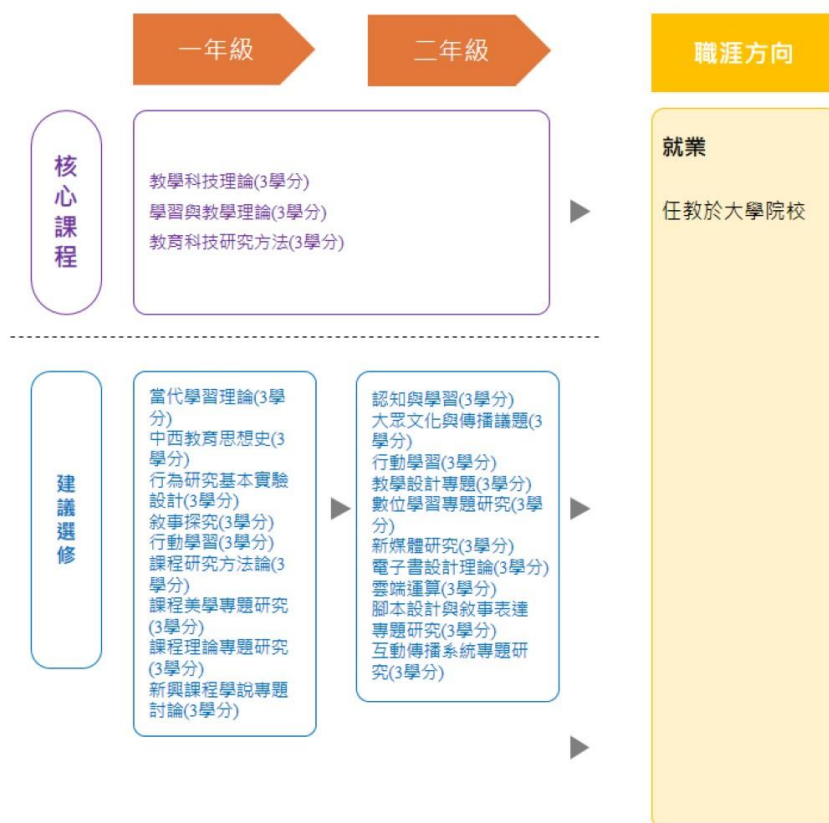 一年級
二年級
職涯方向
核
心
課
程
教學科技理論(3學分)
學習與教學理論(3學分)
教育科技研究方法(3學分)
就業
任教於大學院校
建
議
選
修
當代學習理論(3學
分)
中西教育思想史(3
學分)
行為研究基本實驗
設計(3學分)
敘事探究(3學分)
行動學習(3學分)
課程研究方法論(3
學分)
課程美學專題研究
(3學分)
課程理論專題研究
(3學分)
新興課程學說專題
討論(3學分)
認知與學習(3學分)
大眾文化與傳播議題(3
學分)
行動學習(3學分)
教學設計專題(3學分)
數位學習專題研究(3學
分)
新媒體研究(3學分)
電子書設計理論(3學分)
雲端運算(3學分)
腳本設計與敘事表達
專題研究(3學分)
互動傳播系統專題研
究(3學分)